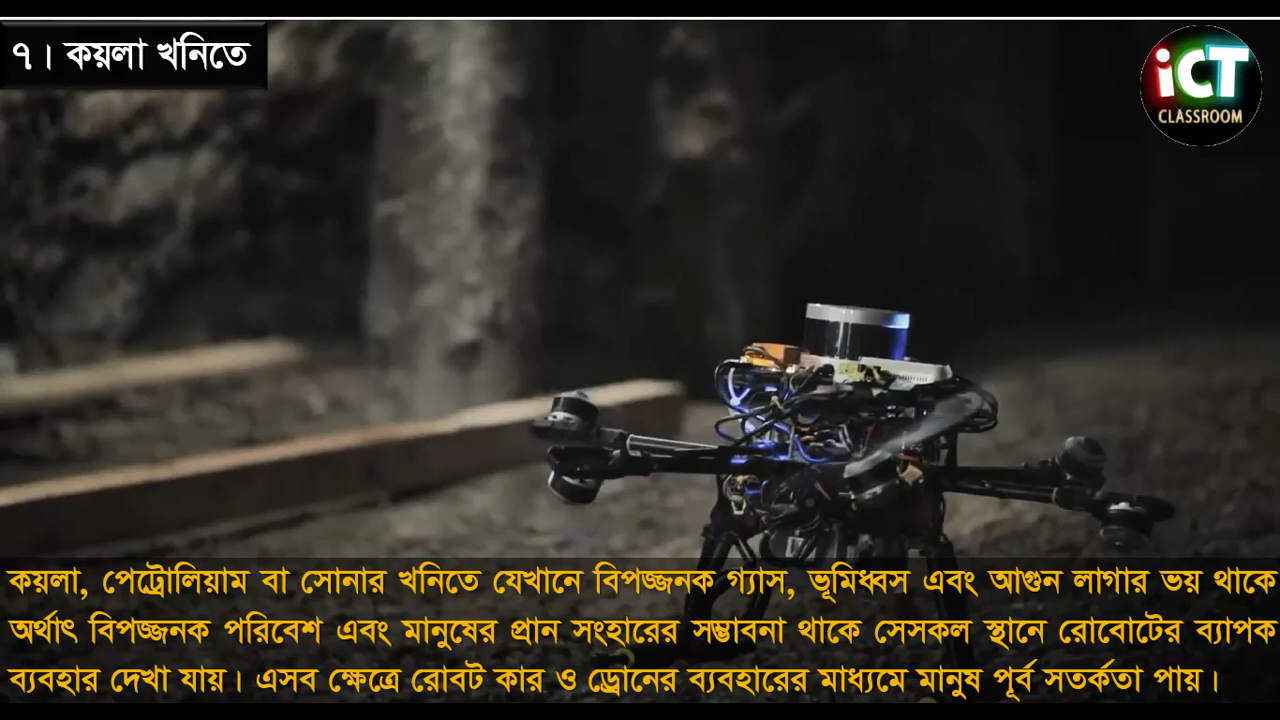 ৭। কয়লা খনিতে
iCT
CLASSROOM
কয়লা, পেট্রোলিয়াম বা সোনার খনিতে যেখানে বিপজ্জনক গ্যাস, ভূমিধ্বস এবং আগুন লাগার ভয় থাকে
অর্থাৎ বিপজ্জনক পরিবেশ এবং মানুষের প্রান সংহারের সম্ভাবনা থাকে সেসকল স্থানে রোবোটের ব্যাপক
ব্যবহার দেখা যায়। এসব ক্ষেত্রে রোবট কার ও ড্রোনের ব্যবহারের মাধ্যমে মানুষ পূর্ব সতর্কতা পায়।